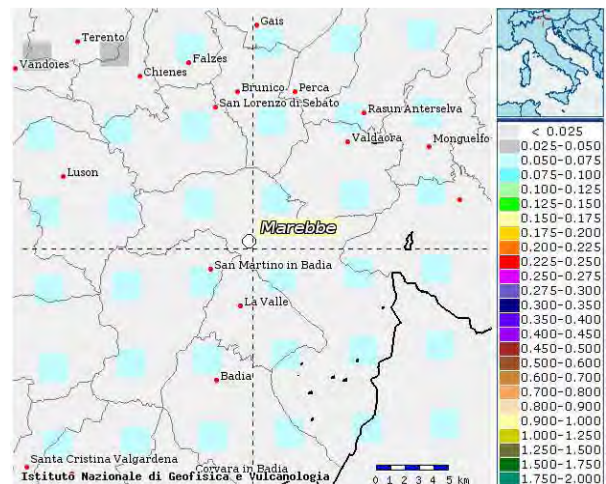 Gais
Terento
Vandoies
Falzes
Chienes
Brunico
Perca
San Lorenzo di Sebato
Rasun Anterselva
Valdaora
Monguelfo
Luson
Marebbe
San Martino in Badia
La Valle
Badia
Santa Cristina Valgardena
Corvara in Badia
Istituto Nazionale di Geofisica e Vulcanologia
0 1 2 3 4 5 km
< 0.025
0.025-0.050
0.050-0.075
0.075-0.100
0.100-0.125
0.125-0.150
0.150-0.175
0.175-0.200
0.200-0.225
0.225-0.250
0.250-0.275
0.275-0.300
0.300-0.350
0.350-0.400
0.400-0.450
0.450-0.500
0.500-0.600
0.600-0.700
0.700-0.800
0.800-0.900
0.900-1.000
1.000-1.250
1.250-1.500
1.500-1.750
1.750-2.000